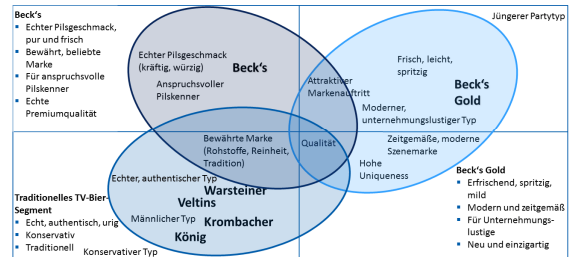 Beck's
▪ Echter Pilsgeschmack,
pur und frisch
▪ Bewährt, beliebte
Marke
▪ Für anspruchsvolle
Pilskenner
▪ Echte
Premiumqualität
Jüngerer Partytyp
Echter Pilsgeschmack
(kräftig, würzig)
Beck's
Anspruchsvoller
Pilskenner
Attraktiver
Markenauftritt
Frisch, leicht,
spritzig
Beck's
Gold
Moderner,
unternehmungslustiger Typ
Bewährte Marke
(Rohstoffe, Reinheit,
Tradition)
Qualität
Zeitgemäße, moderne
Szenemarke
Hohe
Uniqueness
Echter, authentischer Typ
Warsteiner
Veltins
Männlicher Typ
Krombacher
König
Konservativer Typ
Traditionelles TV-Bier-
Segment
▪ Echt, authentisch, urig
▪ Konservativ
▪ Traditionell
Beck's Gold
▪ Erfrischend, spritzig,
mild
▪ Modern und zeitgemäß
▪ Für Unternehmungs-
lustige
▪ Neu und einzigartig